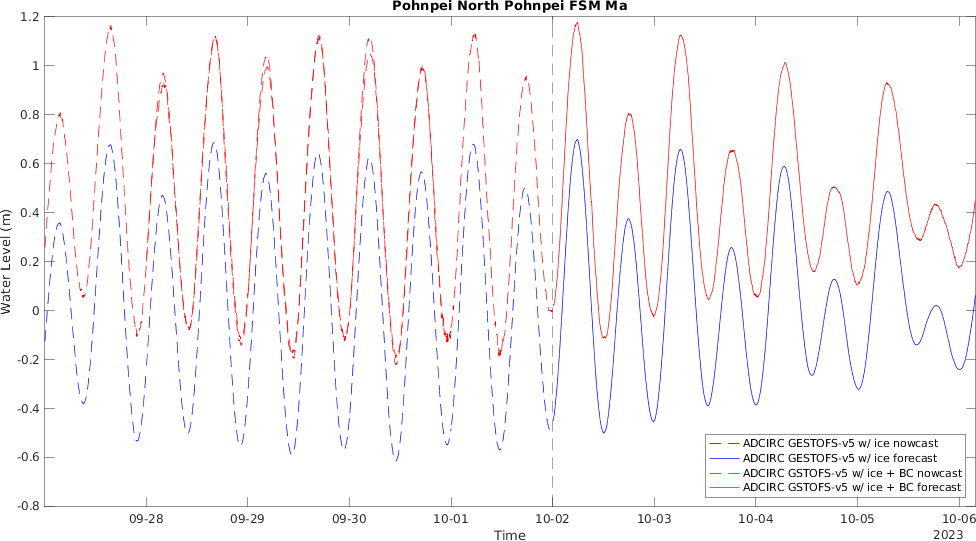 Pohnpei North Pohnpei FSM Ma
1.2
1
0.8
0.6
0.4
0.2
0
-0.2
-0.4
-0.6
-0.8
Water Level (m)
ADCIRC GESTOFS-v5 w/ ice nowcast
ADCIRC GESTOFS-v5 w/ ice forecast
ADCIRC GSTOFS-v5 w/ ice + BC nowcast
ADCIRC GSTOFS-v5 w/ ice + BC forecast
09-28 09-29 09-30 10-01 10-02 10-03 10-04 10-05 10-06
Time 2023